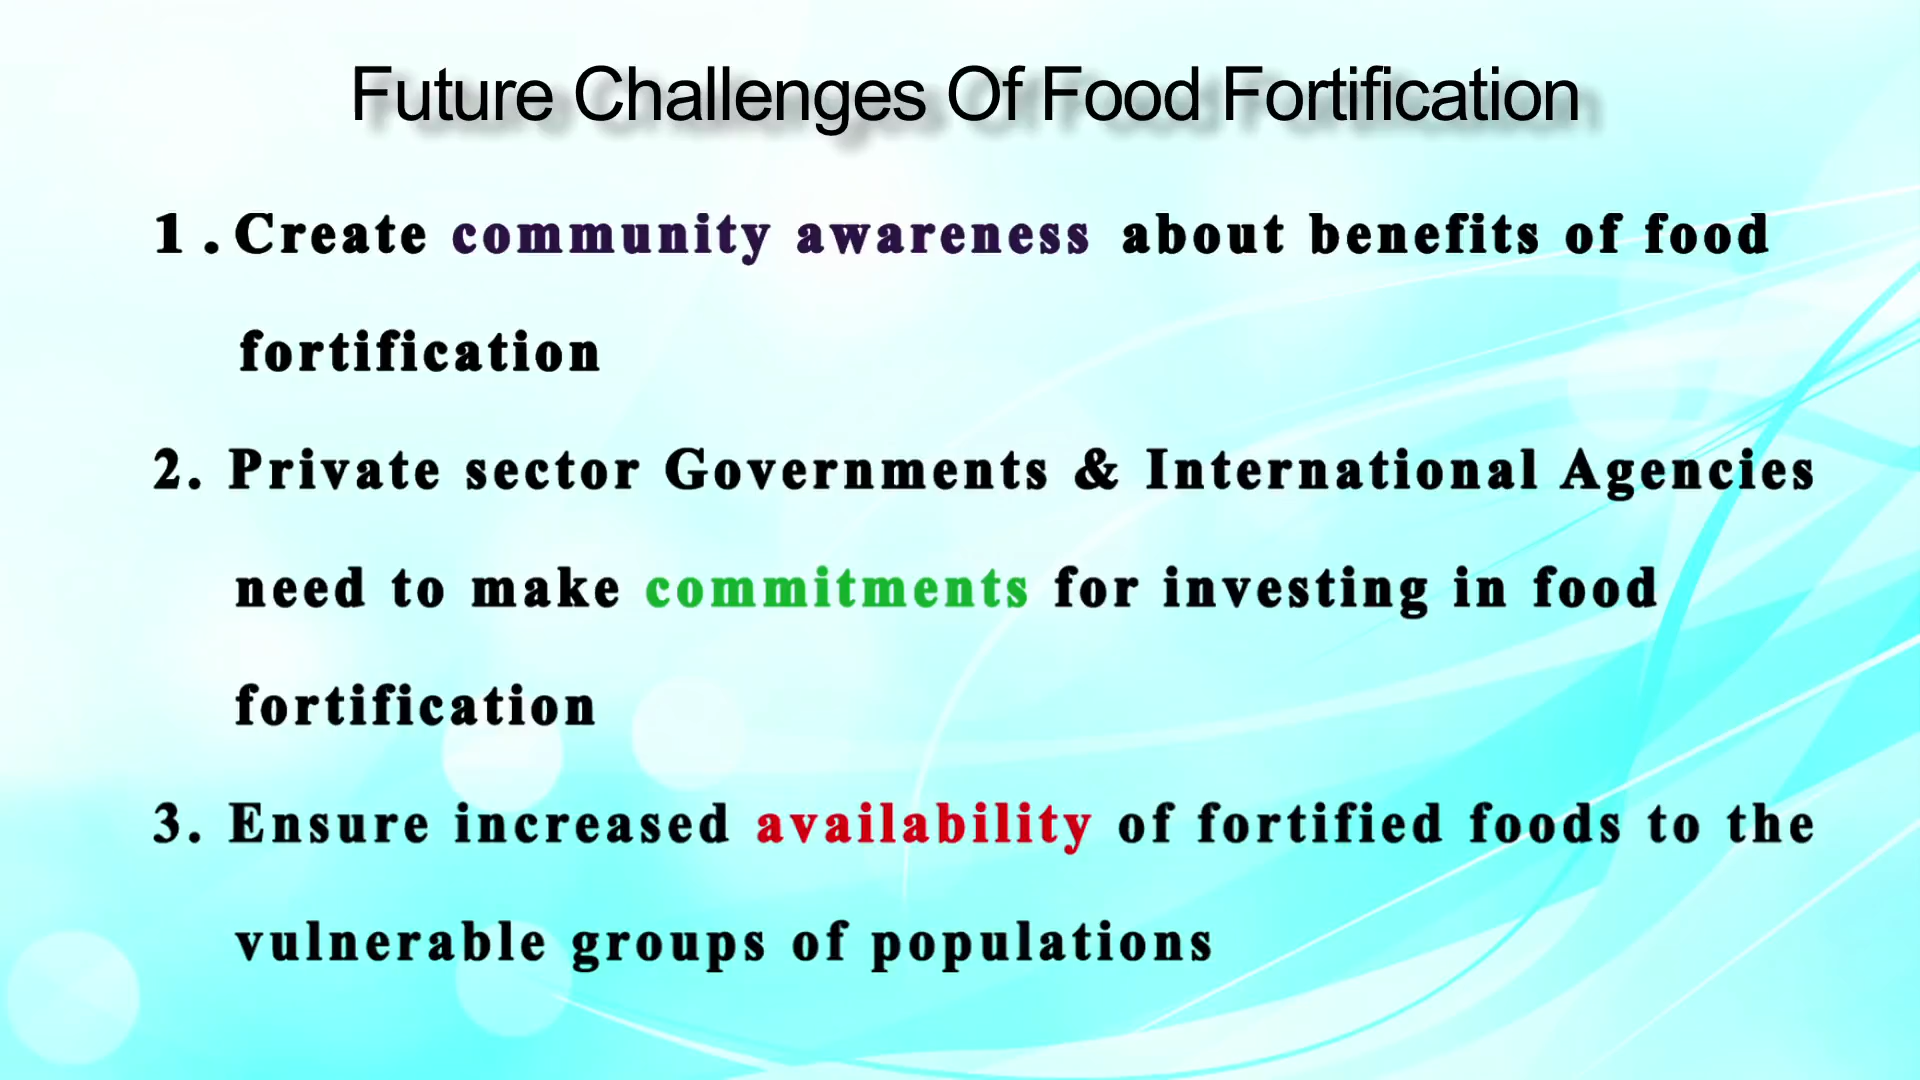 Future Challenges Of Food Fortification
1 . Create community awareness about benefits of food
fortification
2. Private sector Governments & International Agencies
need to make commitments for investing in food
fortification
3. Ensure increased availability of fortified foods to the
vulnerable groups of populations